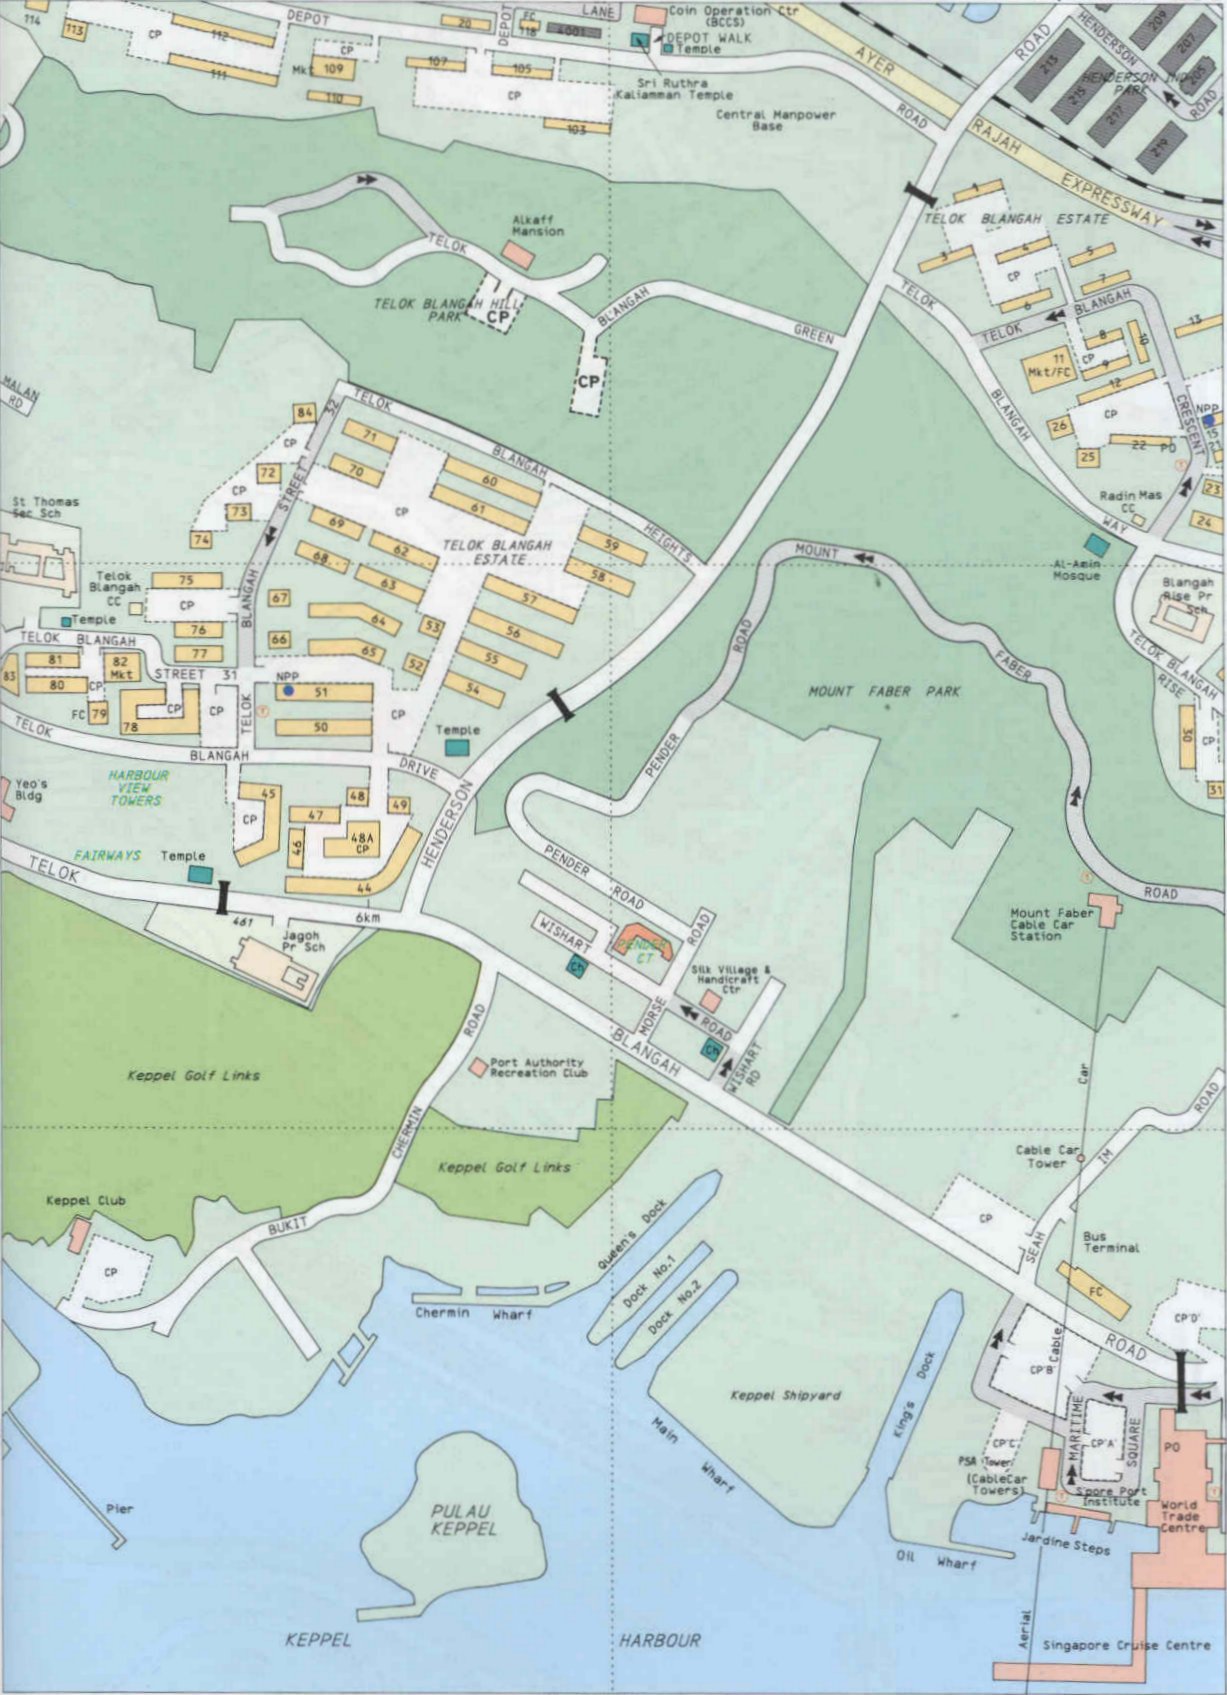 114
113
CP
112
111
DEPOT
CP
Mkt
109
110
20
107
DEPOT
FC
118
4001
LANE
105
CP
103
Coin Operation Ctr
(BCCS)
DEPOT WALK
Temple
Sri Ruthra
Kaliamman Temple
Central Manpower
Base
AYER
ROAD
ROAD
HENDERSON
209
207
205
213
215
217
219
HENDERSON IND
PARK
ROAD
RAJAH
EXPRESSWAY
Alkaff
Mansion
TELOK
TELOK BLANGAH HILL
PARK
CP
BLANGAH
GREEN
CP
1
TELOK BLANGAH ESTATE
3
4
5
CP
7
6
TELOK
TELOK
BLANGAH
8
10
13
11
Mkt/FC
CP
9
12
CP
CRESCENT
NPP
15
21
26
22
PO
25
23
24
BLANGAH
WAY
Radin Mas
CC
Al-Amin
Mosque
Blangah
Rise Pr
Sch
TELOK BLANGAH
RISE
30
CP
31
MALAN
RD
84
32
TELOK
BLANGAH
HEIGHTS
CP
71
70
72
CP
73
74
STREET
60
61
CP
69
62
68
63
TELOK BLANGAH
ESTATE
59
58
57
56
55
54
53
52
64
65
67
66
St Thomas
Sec Sch
Telok
Blangah
CC
75
CP
76
77
BLANGAH
Temple
TELOK BLANGAH
STREET 31
81
80
83
82
Mkt
CP
FC
79
78
CP
CP
TELOK
NPP
51
50
CP
Temple
TELOK
BLANGAH
DRIVE
HENDERSON
Yeo's
Bldg
HARBOUR
VIEW
TOWERS
FAIRWAYS
Temple
45
CP
46
47
48
49
48A
CP
44
TELOK
461
6km
Jagoh
Pr Sch
MOUNT
FABER
ROAD
PENDER
MOUNT FABER PARK
ROAD
Mount Faber
Cable Car
Station
PENDER
ROAD
WISHART
Ch
PENDER
CT
ROAD
MORSE
Silk Village &
Handicraft
Ctr
ROAD
Ch
WISHART
RD
BLANGAH
ROAD
Port Authority
Recreation Club
CHERMIN
BUKIT
Keppel Golf Links
Keppel Golf Links
Keppel Club
CP
Car
Cable Car
Tower
IM
ROAD
SEAH
CP
Bus
Terminal
FC
CP'D'
ROAD
Queen's Dock
Dock No.1
Dock No.2
Chermin Wharf
Keppel Shipyard
Main
Wharf
King's Dock
Cable
CP'B'
CP'C'
CP'A'
MARITIME
SQUARE
PO
PSA Tower
(CableCar
Towers)
S'pore Port
Institute
World
Trade
Centre
Jardine Steps
Oil Wharf
Pier
PULAU
KEPPEL
KEPPEL
HARBOUR
Aerial
Singapore Cruise Centre